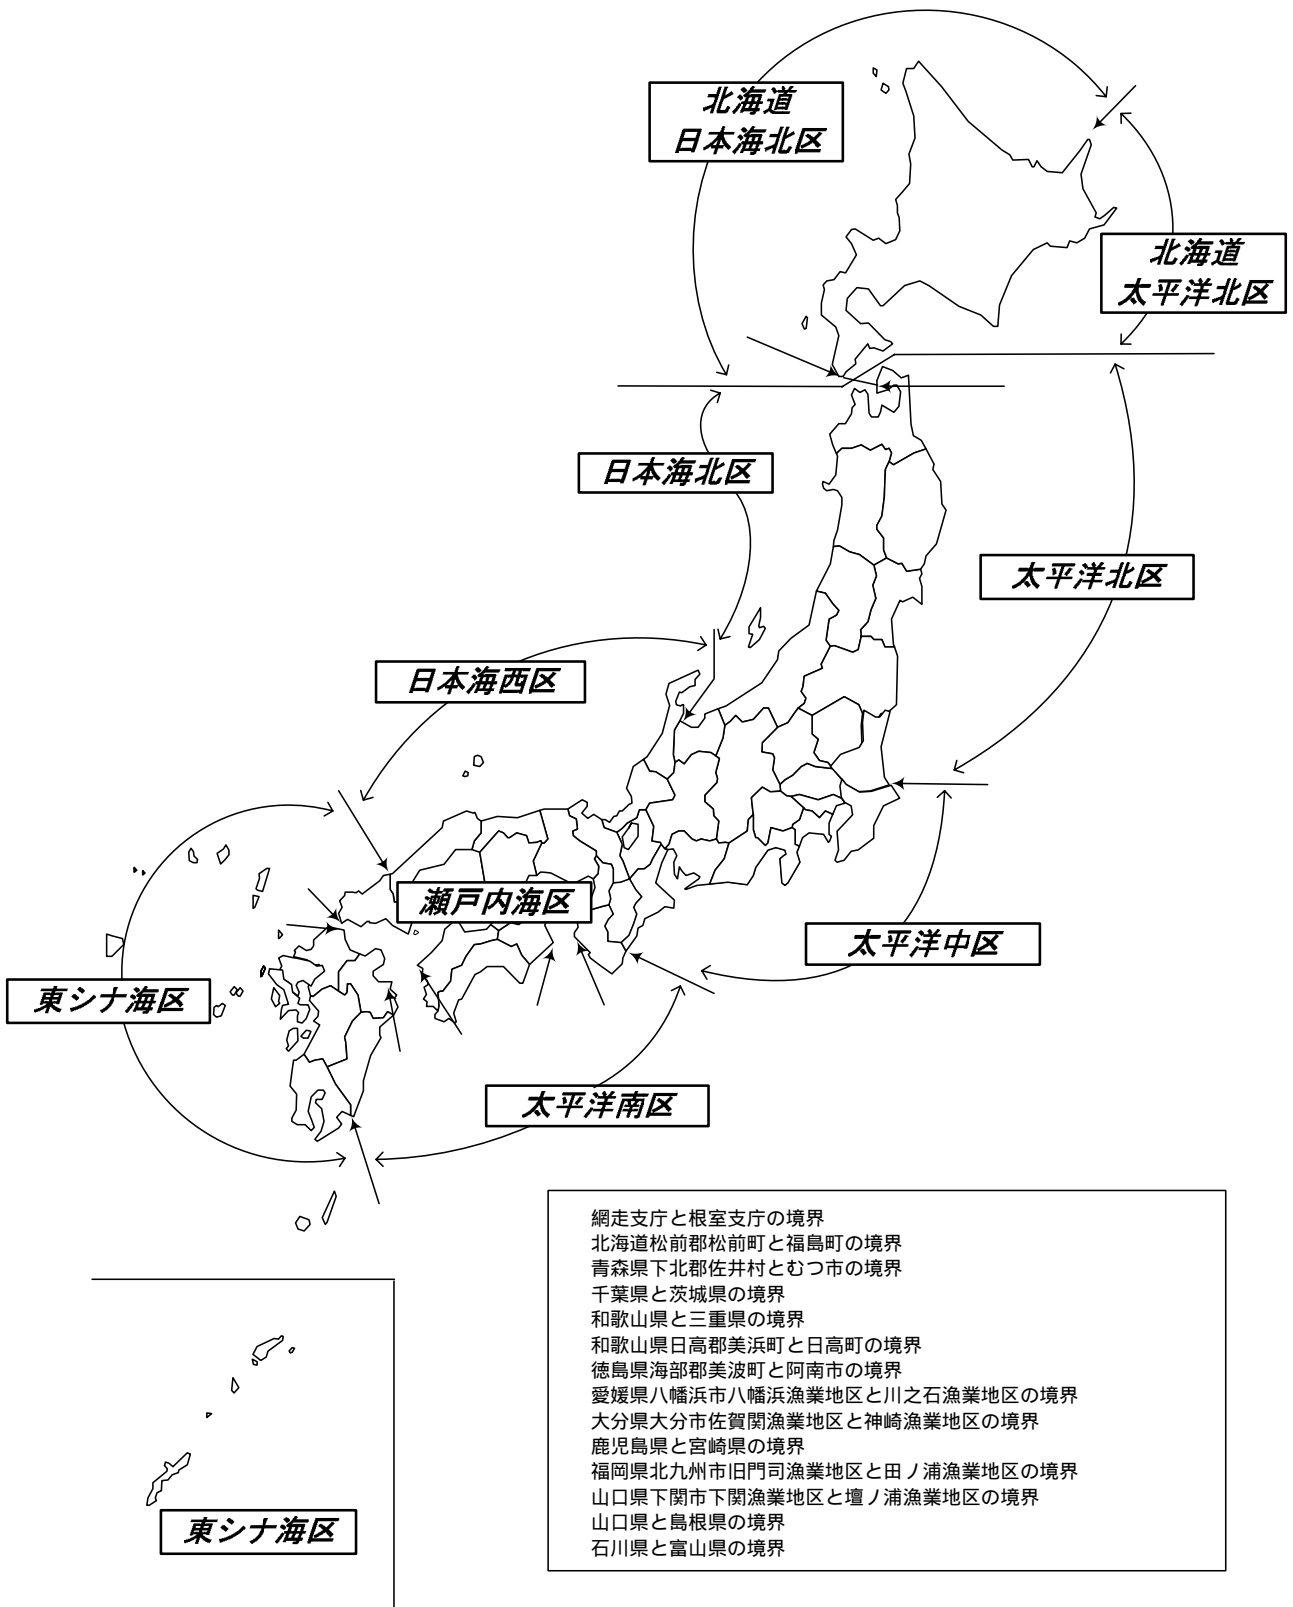 北海道
日本海北区
北海道
太平洋北区
日本海北区
太平洋北区
日本海西区
瀬戸内海区
太平洋中区
東シナ海区
太平洋南区
網走支庁と根室支庁の境界
北海道松前郡松前町と福島町の境界
青森県下北郡佐井村とむつ市の境界
千葉県と茨城県の境界
和歌山県と三重県の境界
和歌山県日高郡美浜町と日高町の境界
徳島県海部郡美波町と阿南市の境界
愛媛県八幡浜市八幡浜漁業地区と川之石漁業地区の境界
大分県大分市佐賀関漁業地区と神崎漁業地区の境界
鹿児島県と宮崎県の境界
福岡県北九州市旧門司漁業地区と田ノ浦漁業地区の境界
山口県下関市下関漁業地区と壇ノ浦漁業地区の境界
山口県と島根県の境界
石川県と富山県の境界
東シナ海区